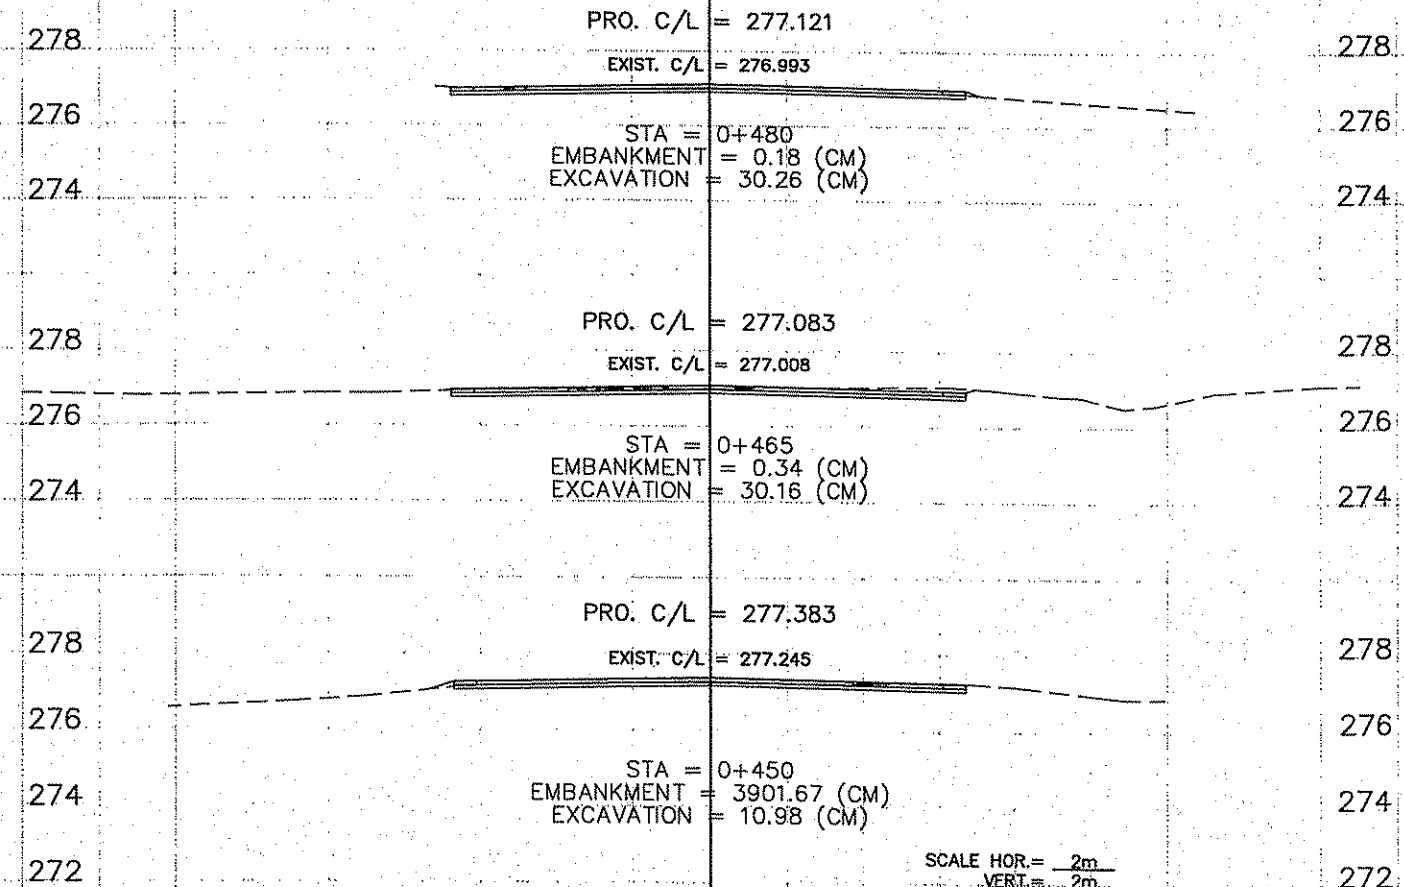 PRO. C/L = 277.121
278 278
EXIST. C/L = 276.993
276 276
STA = 0+480
EMBANKMENT = 0.18 (CM)
EXCAVATION = 30.26 (CM)
274 274
PRO. C/L = 277.083
278 278
EXIST. C/L = 277.008
276 276
STA = 0+465
EMBANKMENT = 0.34 (CM)
EXCAVATION = 30.16 (CM)
274 274
PRO. C/L = 277.383
278 278
EXIST. C/L = 277.245
276 276
STA = 0+450
EMBANKMENT = 3901.67 (CM)
274 274
EXCAVATION = 10.98 (CM)
SCALE HOR.= 2m
272 272
VERT.= 2m